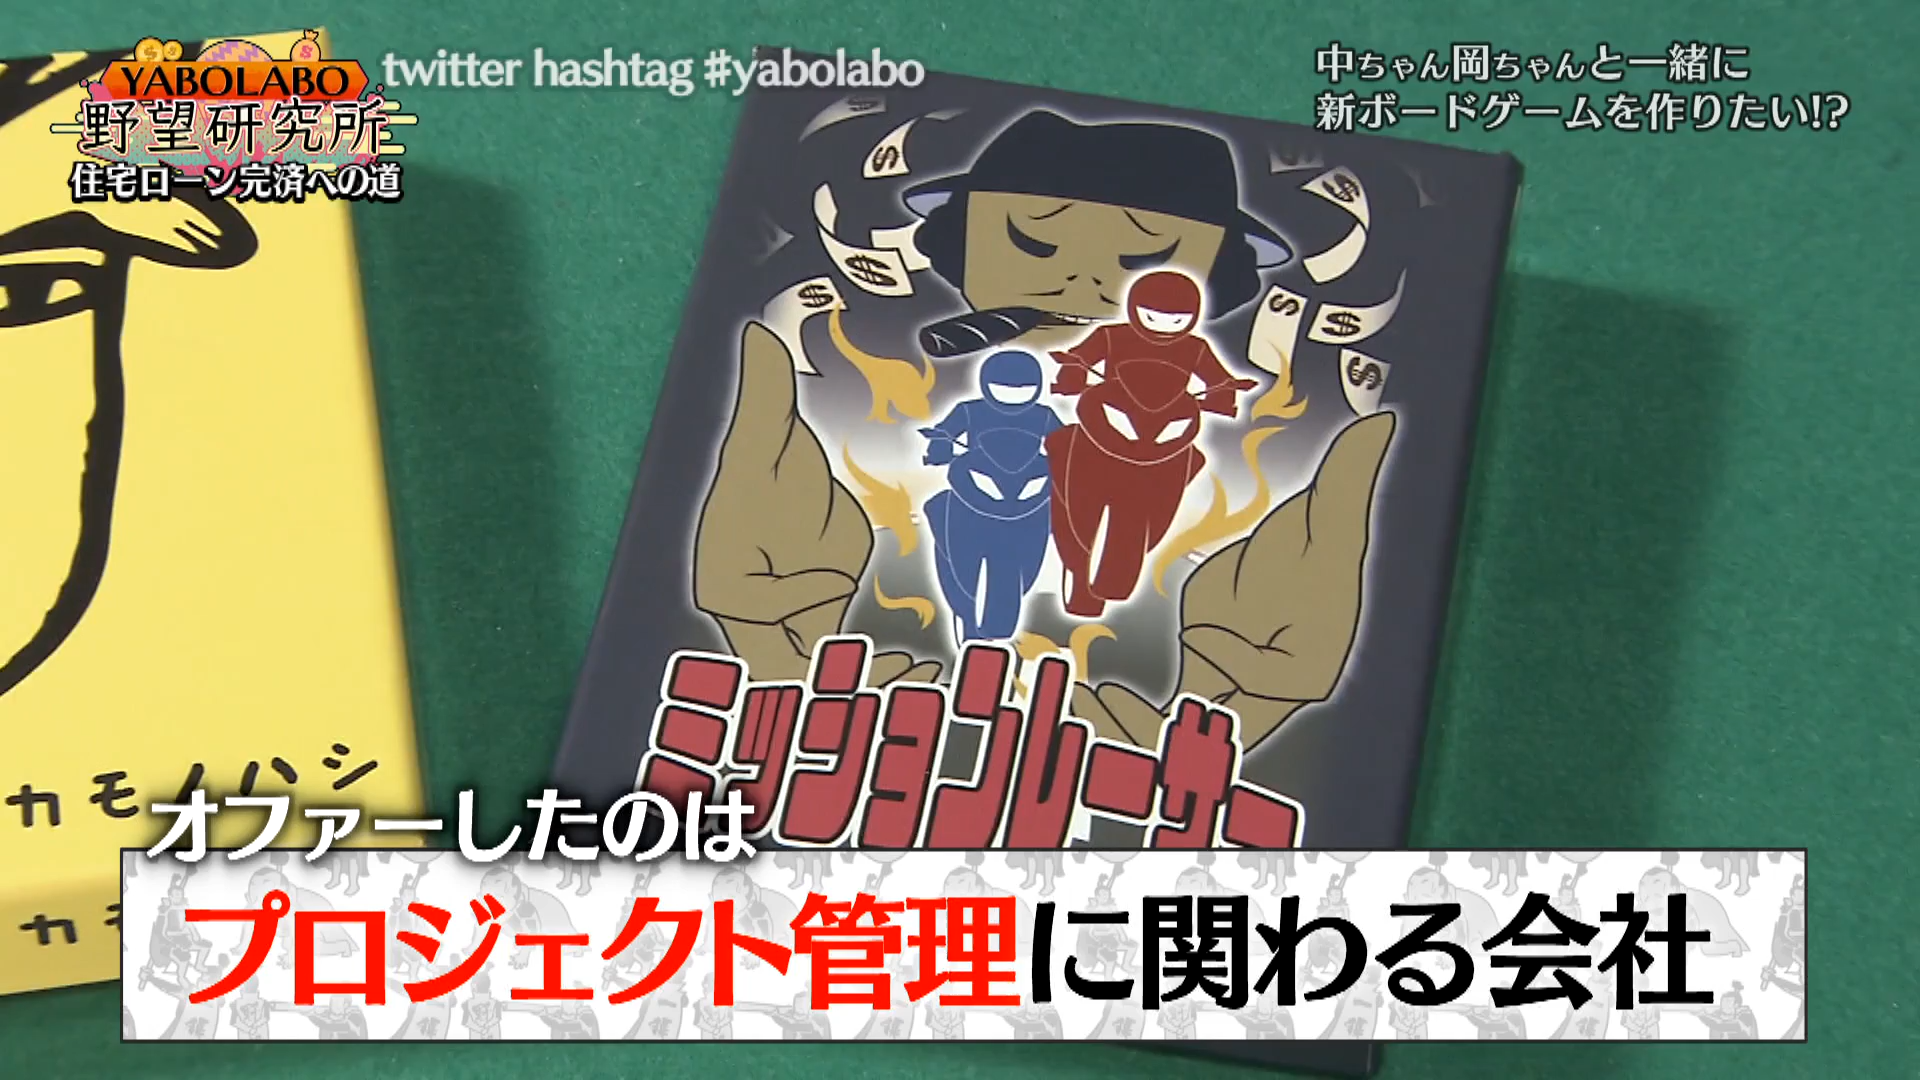 YABOLABO
野望研究所
住宅ローン完済への道
twitter hashtag #yabolabo
中ちゃん岡ちゃんと一緒に
新ボードゲームを作りたい!?
カモノハシ
ミッションレーサー
オファーしたのは
プロジェクト管理に関わる会社